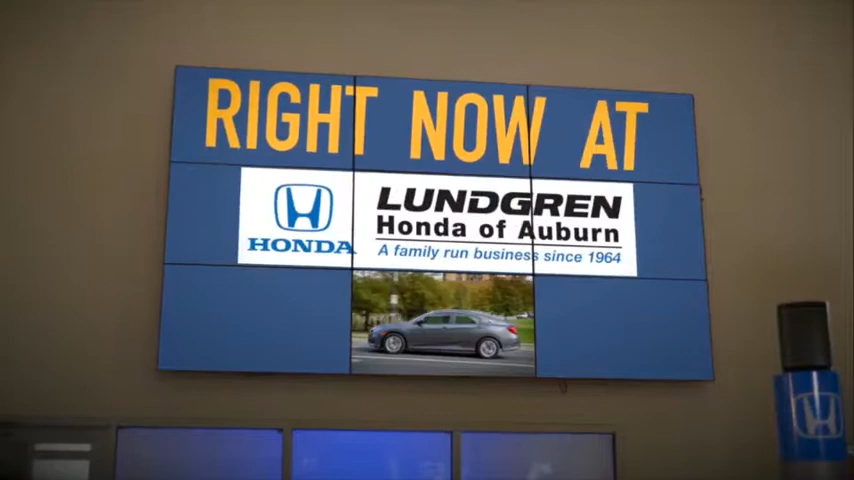 RIGHT NOW AT
LUNDGREN
HONDA
Honda of Auburn
A family run business since 1964